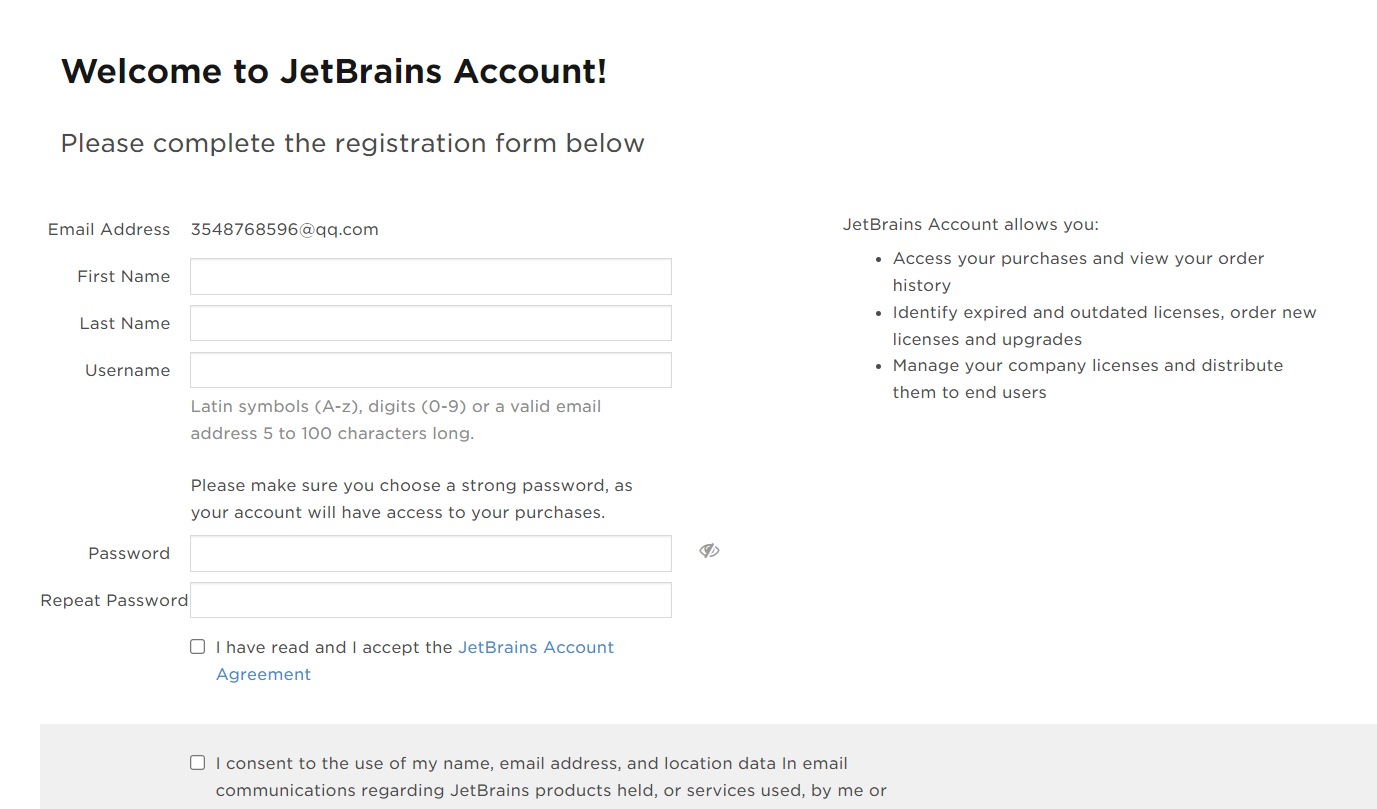 Welcome to JetBrains Account!
Please complete the registration form below
Email Address 3548768596@qq.com
First Name
Last Name
Username
Latin symbols (A-z), digits (0-9) or a valid email
address 5 to 100 characters long.
Please make sure you choose a strong password, as
your account will have access to your purchases.
Password
Repeat Password
I have read and I accept the JetBrains Account
Agreement
I consent to the use of my name, email address, and location data In email
communications regarding JetBrains products held, or services used, by me or
JetBrains Account allows you:
• Access your purchases and view your order
history
• Identify expired and outdated licenses, order new
licenses and upgrades
• Manage your company licenses and distribute
them to end users